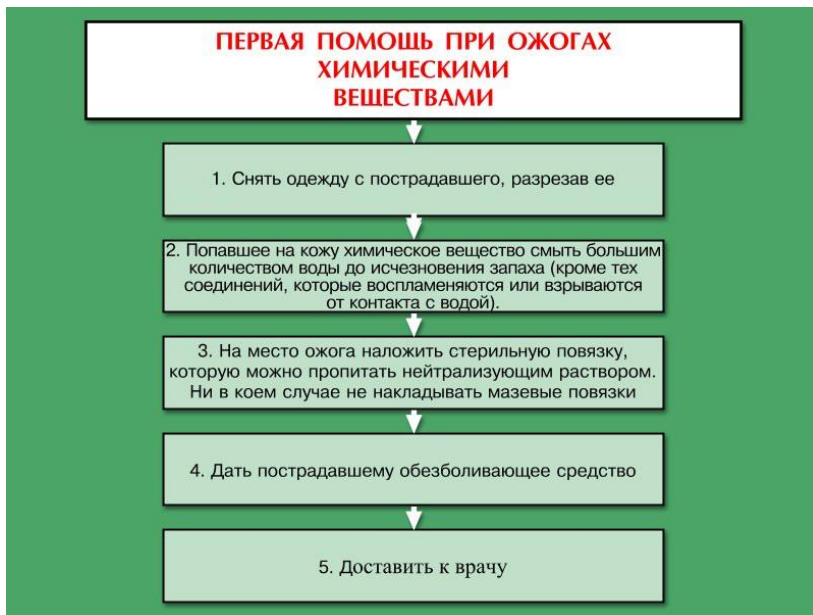 ПЕРВАЯ ПОМОЩЬ ПРИ ОЖОГАХ
ХИМИЧЕСКИМИ
ВЕЩЕСТВАМИ
1. Снять одежду с пострадавшего, разрезав ее
2. Попавшее на кожу химическое вещество смыть большим
количеством воды до исчезновения запаха (кроме тех
соединений, которые воспламеняются или взрываются
от контакта с водой).
3. На место ожога наложить стерильную повязку,
которую можно пропитать нейтрализующим раствором.
Ни в коем случае не накладывать мазевые повязки
4. Дать пострадавшему обезболивающее средство
5. Доставить к врачу